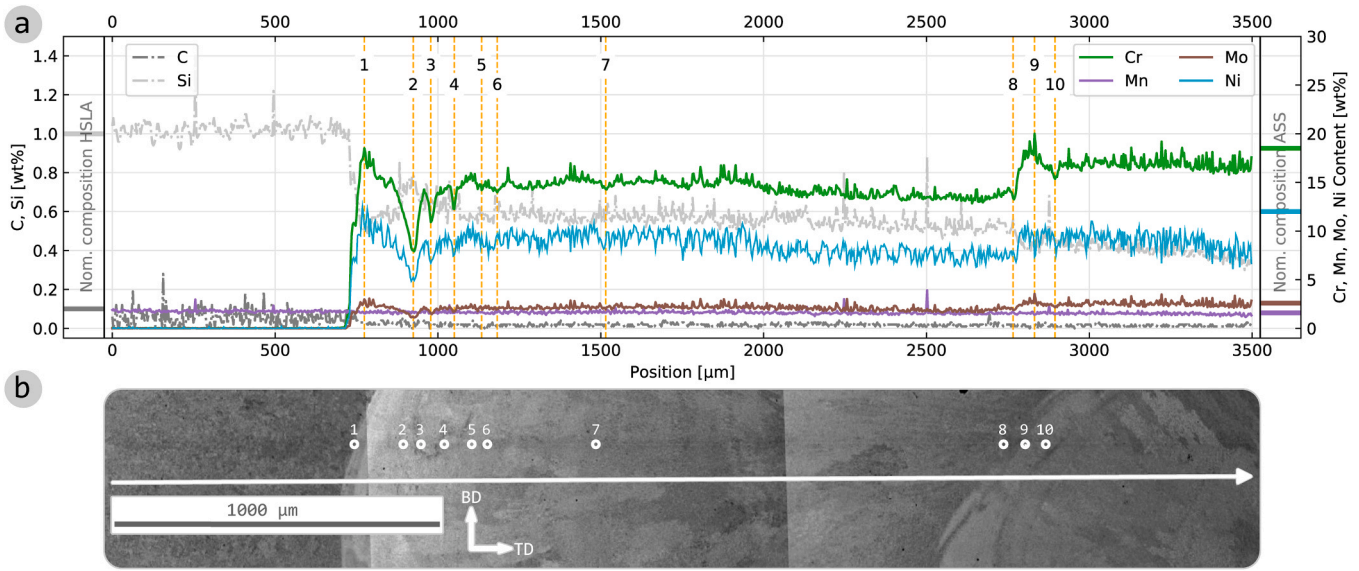 a
0 500 1000 1500 2000 2500 3000 3500
C, Si [wt%]
1.4
1.2
1.0
0.8
0.6
0.4
0.2
0.0
Nom. composition HSLA
C
Si
1 2 3 4 5 6 7 8 9 10
Cr
Mn
Mo
Ni
Nom. composition ASS
30
25
20
15
10
5
0
Cr, Mn, Mo, Ni Content [wt%]
0 500 1000 1500 2000 2500 3000 3500
Position [μm]
b
1 2 3 4 5 6 7 8 9 10
1000 μm
BD
TD